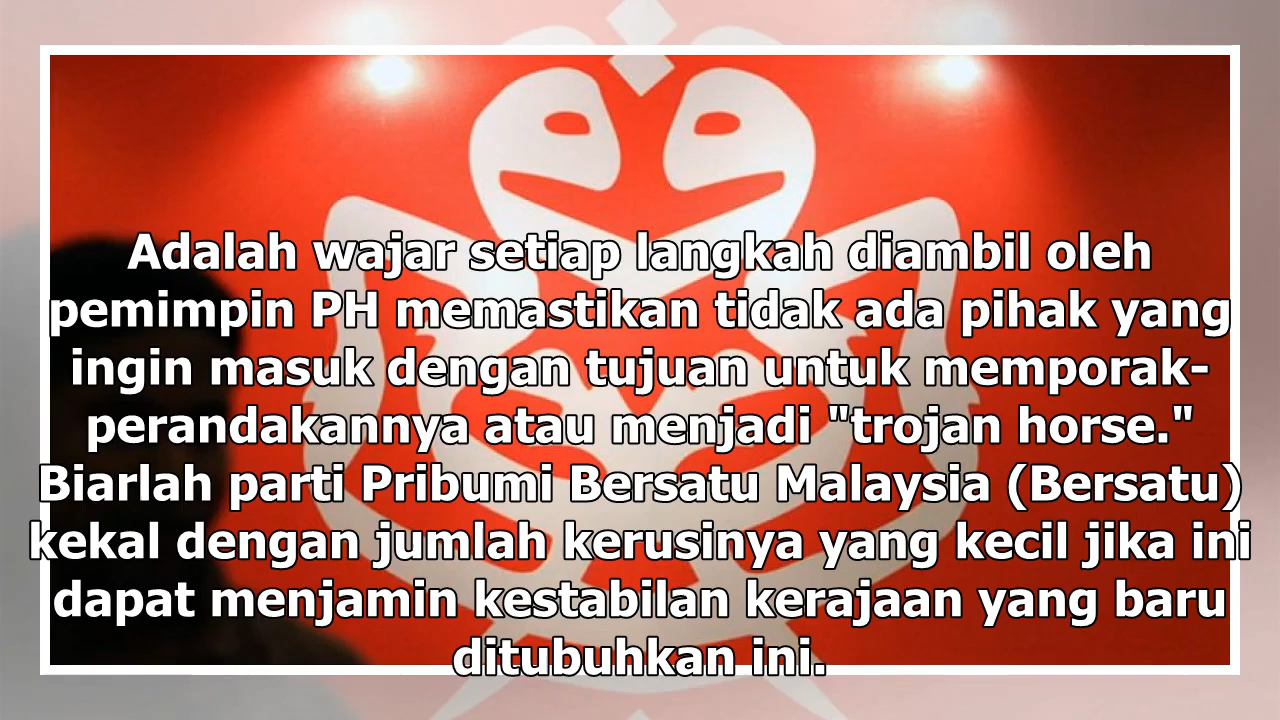 Adalah wajar setiap langkah diambil oleh
pemimpin PH memastikan tidak ada pihak yang
ingin masuk dengan tujuan untuk memporak-
perandakannya atau menjadi "trojan horse."
Biarlah parti Pribumi Bersatu Malaysia (Bersatu)
kekal dengan jumlah kerusinya yang kecil jika ini
dapat menjamin kestabilan kerajaan yang baru
ditubuhkan ini.